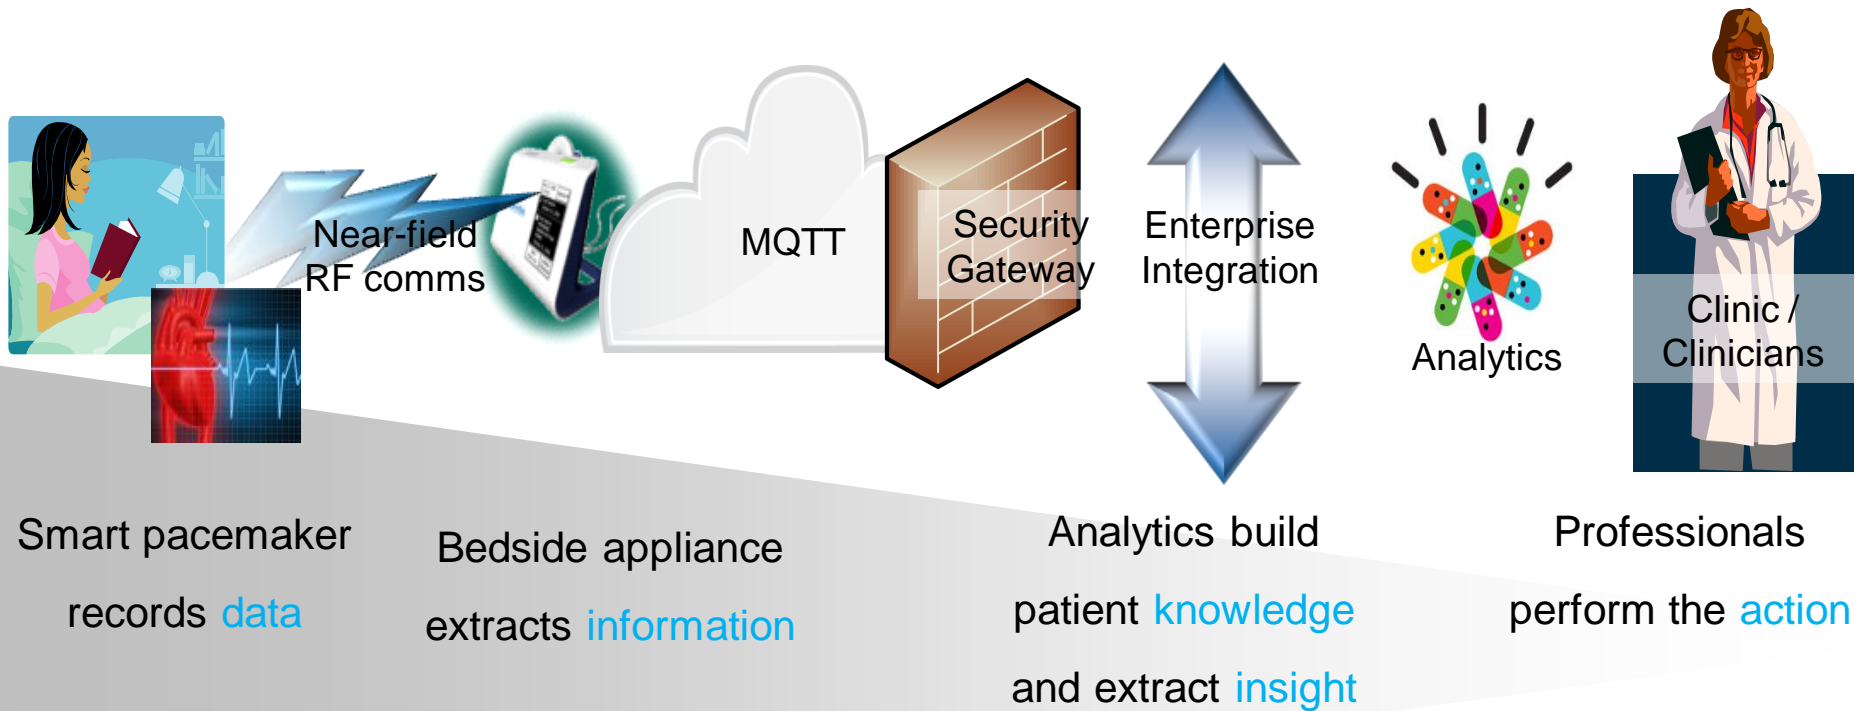 Near-field
RF comms
MQTT
Security
Gateway
Enterprise
Integration
Analytics
Clinic /
Clinicians
Smart pacemaker
records data
Bedside appliance
extracts information
Analytics build
patient knowledge
and extract insight
Professionals
perform the action